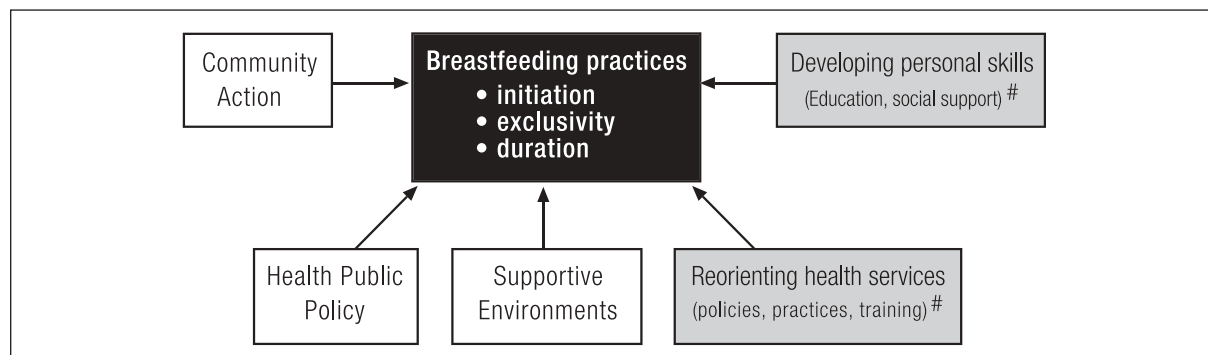 Community
Action
Breastfeeding practices
• initiation
• exclusivity
• duration
Developing personal skills
(Education, social support) #
Health Public
Policy
Supportive
Environments
Reorienting health services
(policies, practices, training) #